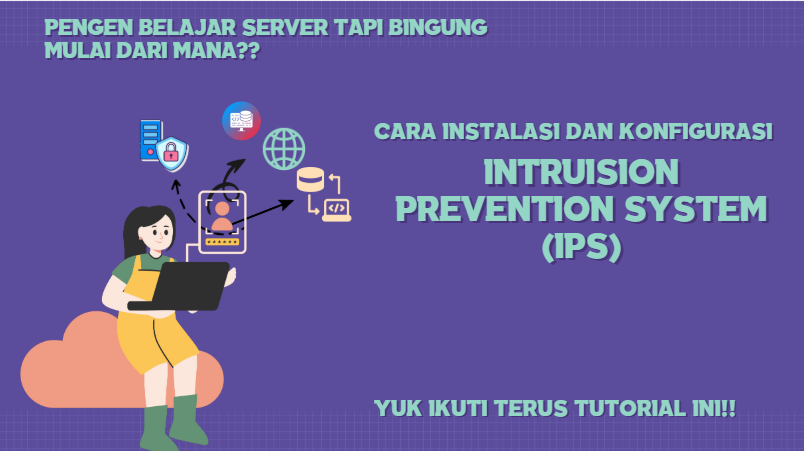 PENGEN BELAJAR SERVER TAPI BINGUNG
MULAI DARI MANA??
CARA INSTALASI DAN KONFIGURASI
INTRUISION
PREVENTION SYSTEM
(IPS)
YUK IKUTI TERUS TUTORIAL INI!!